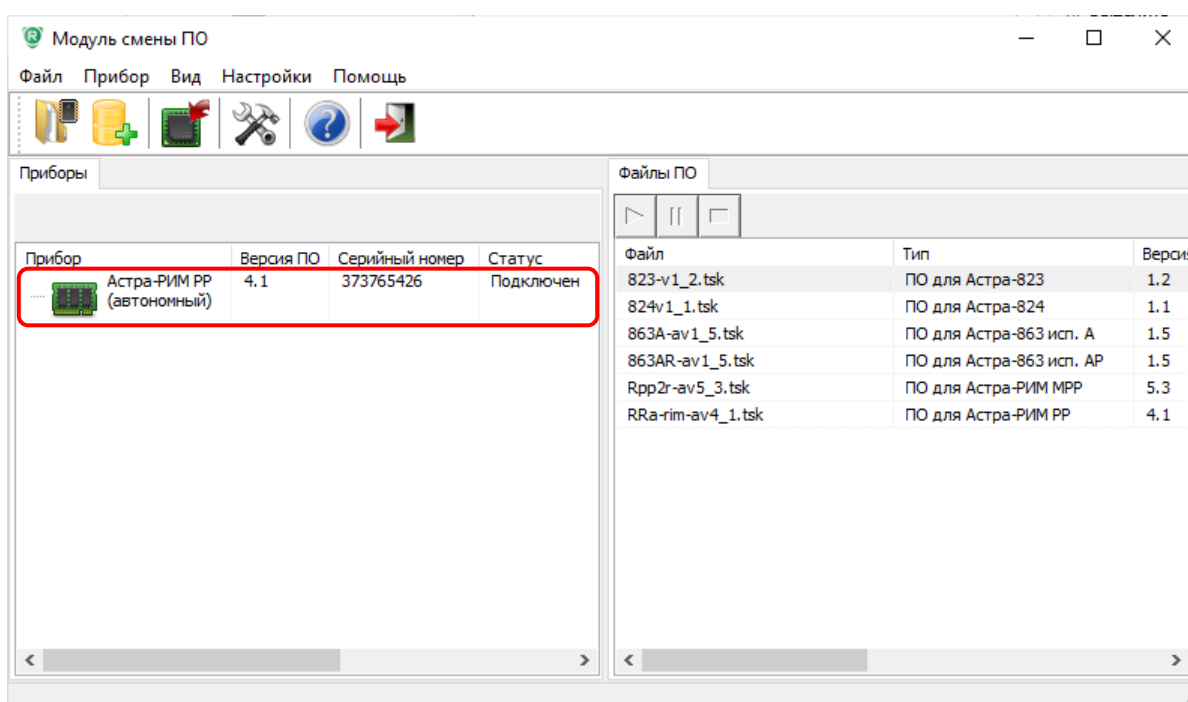 Модуль смены ПО
Файл Прибор Вид Настройки Помощь
Приборы
Прибор Версия ПО Серийный номер Статус
Астра-РИМ РР 4.1 373765426 Подключен
(автономный)
Файлы ПО
Файл Тип Версия
823-v1_2.tsk ПО для Астра-823 1.2
824v1_1.tsk ПО для Астра-824 1.1
863A-av1_5.tsk ПО для Астра-863 исп. А 1.5
863AR-av1_5.tsk ПО для Астра-863 исп. АР 1.5
Rpp2r-av5_3.tsk ПО для Астра-РИМ МРР 5.3
RRa-rim-av4_1.tsk ПО для Астра-РИМ РР 4.1